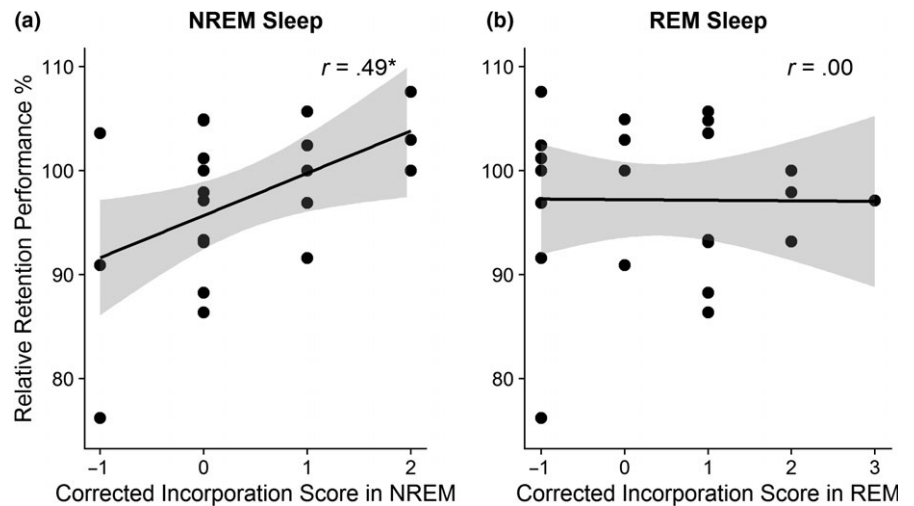 (a) NREM Sleep
r = .49*
Relative Retention Performance %
110
100
90
80
−1 0 1 2
Corrected Incorporation Score in NREM
(b) REM Sleep
r = .00
110
100
90
80
−1 0 1 2 3
Corrected Incorporation Score in REM